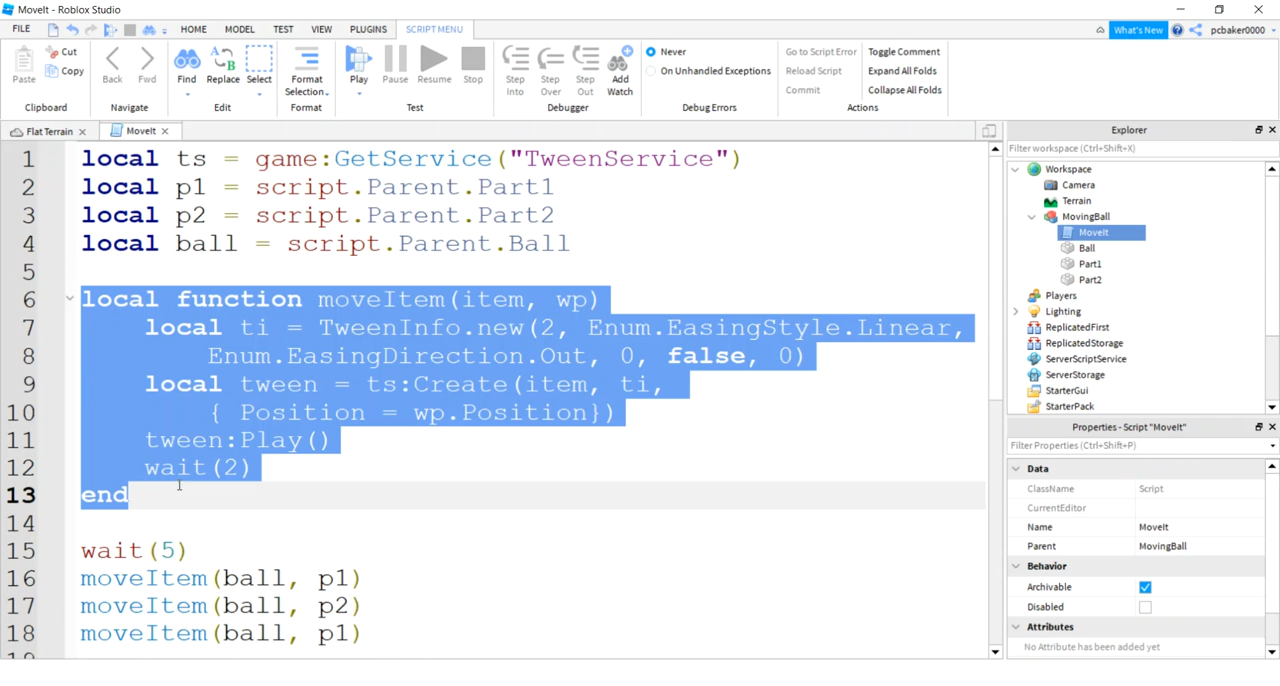 MoveIt - Roblox Studio
FILE HOME MODEL TEST VIEW PLUGINS SCRIPT MENU What's New pcbaker0000
Paste Cut Copy Back Fwd Find Replace Select Format Selection Play Pause Resume Stop Step Into Step Over Step Out Add Watch Never On Unhandled Exceptions Go to Script Error Reload Script Commit Toggle Comment Expand All Folds Collapse All Folds
Clipboard Navigate Edit Format Test Debugger Debug Errors Actions
Flat Terrain MoveIt
1 local ts = game:GetService("TweenService")
2 local p1 = script.Parent.Part1
3 local p2 = script.Parent.Part2
4 local ball = script.Parent.Ball
5
6 local function moveItem(item, wp)
7 local ti = TweenInfo.new(2, Enum.EasingStyle.Linear,
8 Enum.EasingDirection.Out, 0, false, 0)
9 local tween = ts:Create(item, ti,
10 { Position = wp.Position})
11 tween:Play()
12 wait(2)
13 end
14
15 wait(5)
16 moveItem(ball, p1)
17 moveItem(ball, p2)
18 moveItem(ball, p1)
Explorer
Filter workspace (Ctrl+Shift+X)
Workspace
Camera
Terrain
MovingBall
MoveIt
Ball
Part1
Part2
Players
Lighting
ReplicatedFirst
ReplicatedStorage
ServerScriptService
ServerStorage
StarterGui
StarterPack
Properties - Script "MoveIt"
Filter Properties (Ctrl+Shift+P)
Data
ClassName Script
CurrentEditor
Name MoveIt
Parent MovingBall
Behavior
Archivable
Disabled
Attributes
No Attribute has been added yet